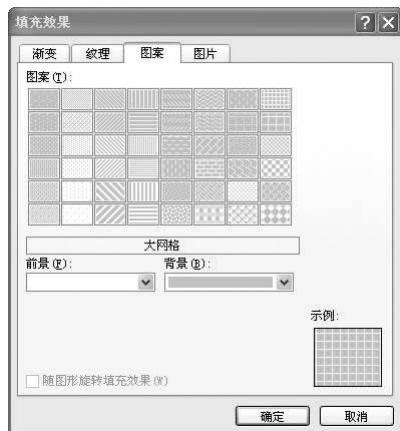 填充效果
渐变 纹理 图案 图片
图案(T):
大网格
前景(F): 背景(B):
示例:
随图形旋转填充效果(W)
确定 取消